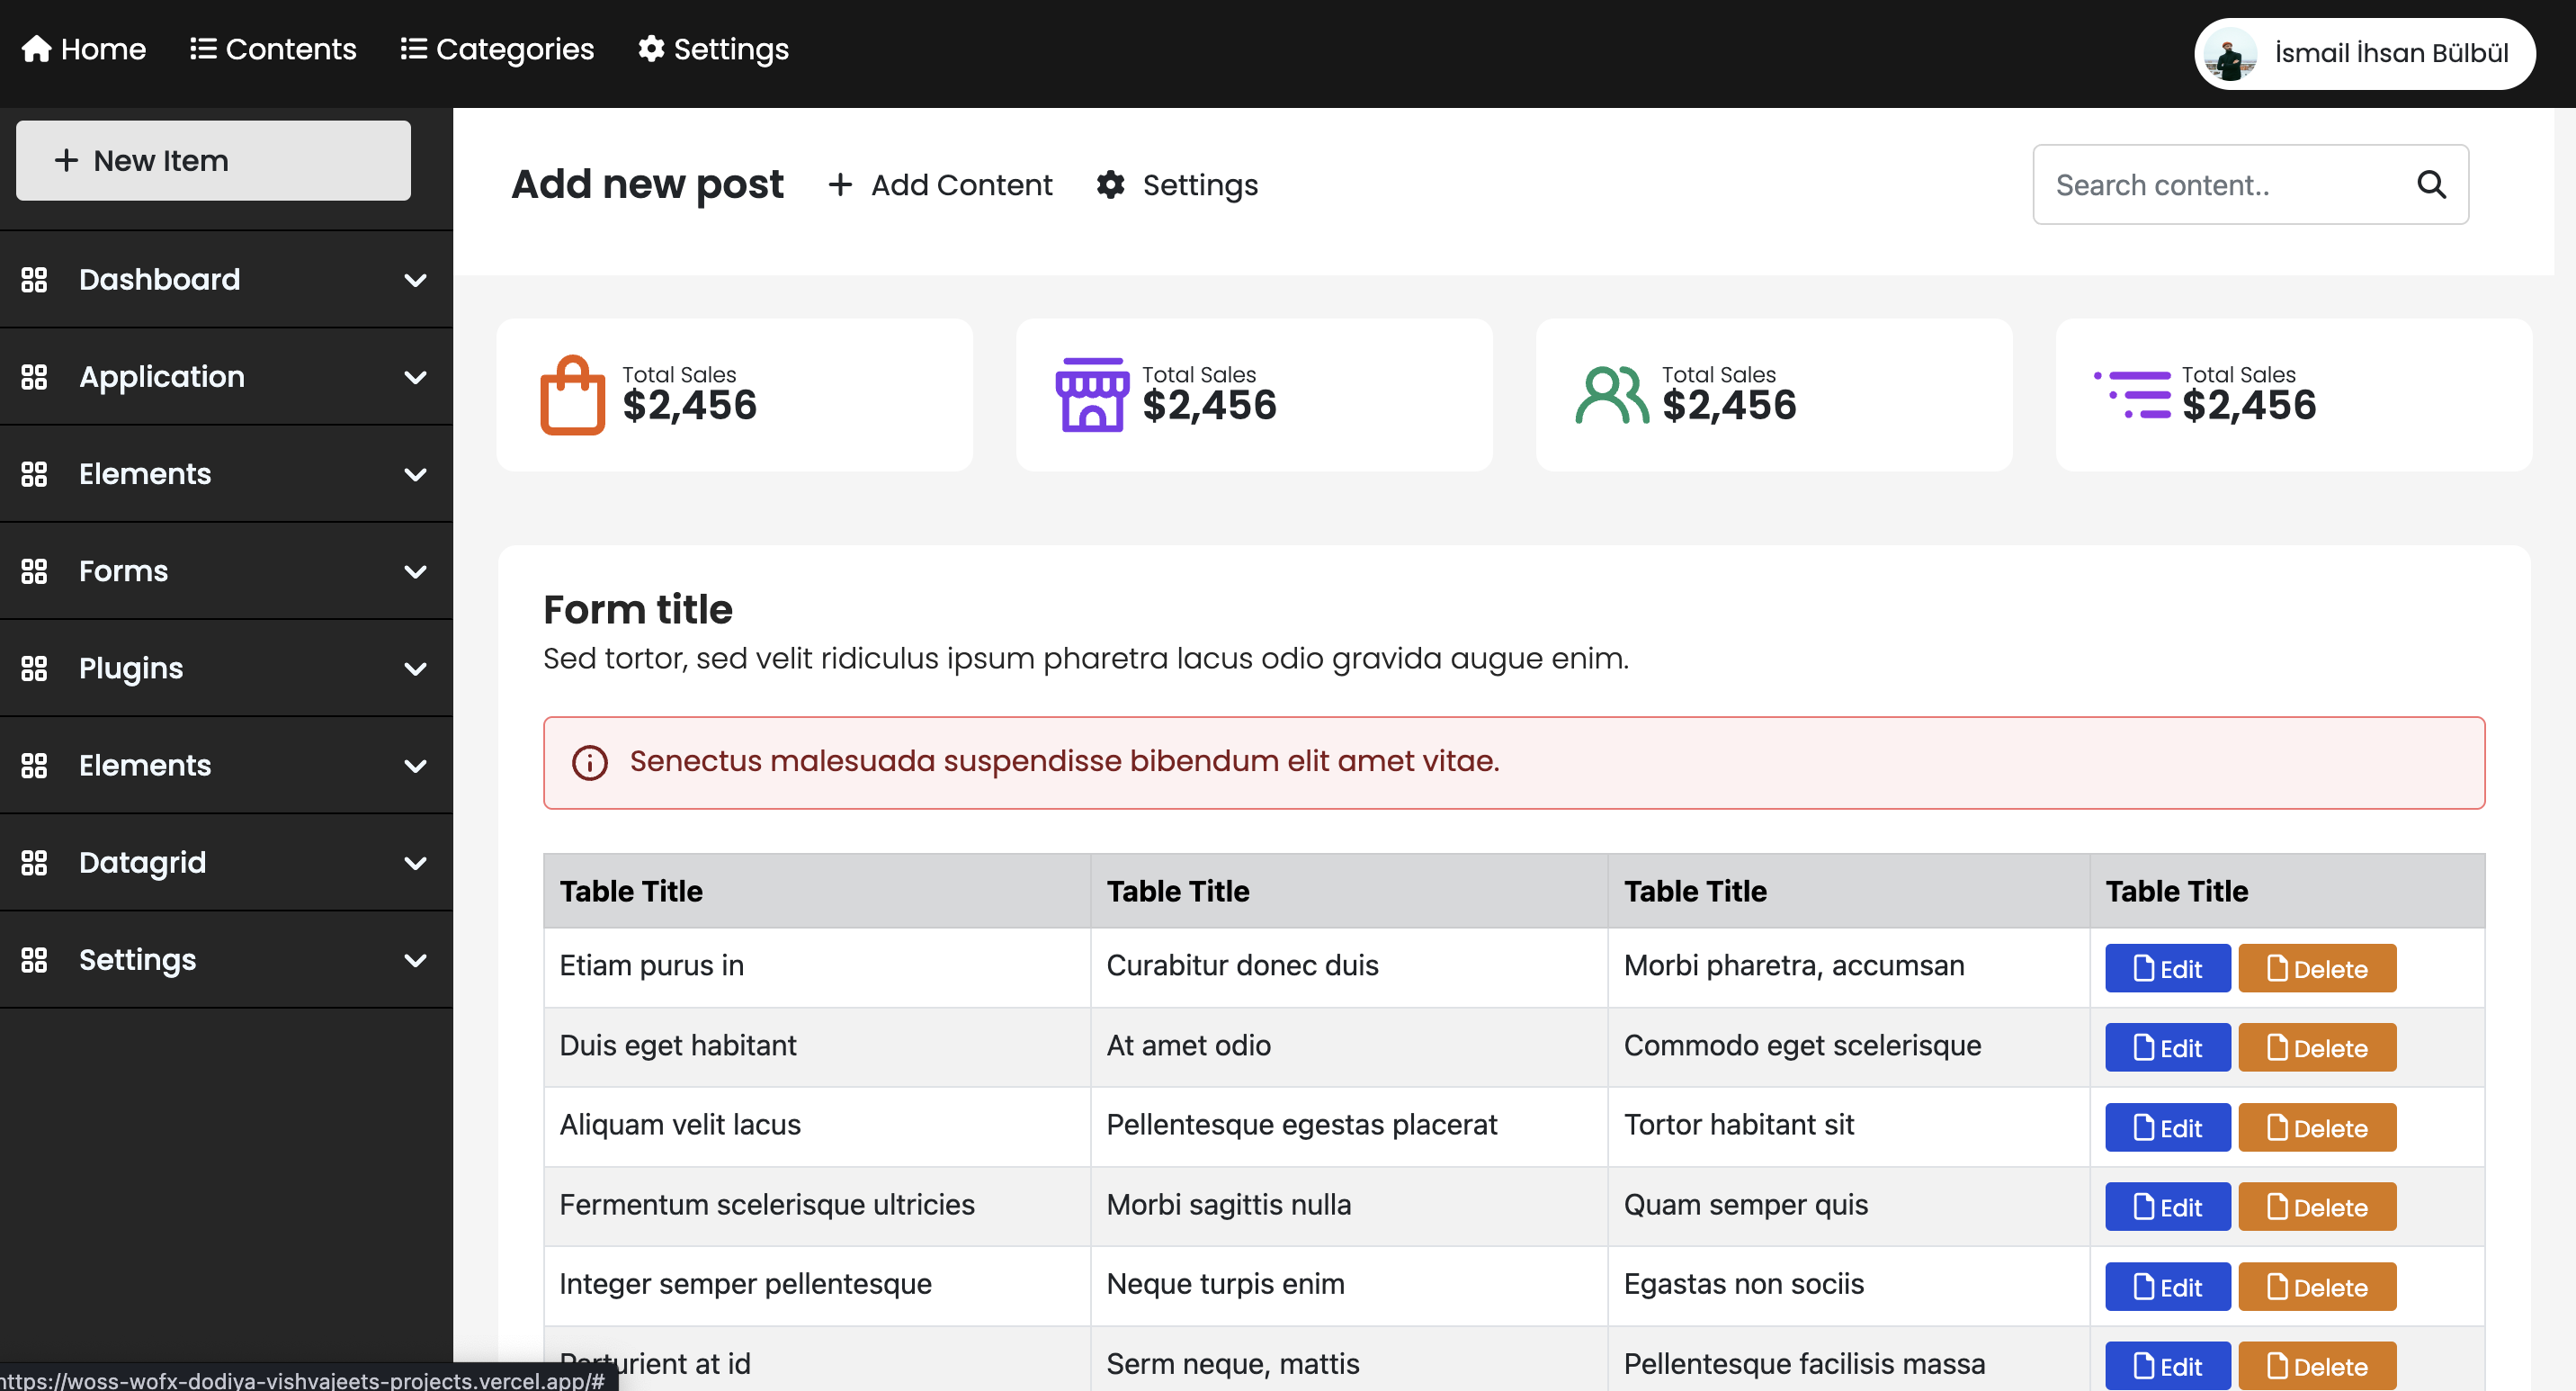 Home Contents Categories Settings İsmail İhsan Bülbül
New Item
Dashboard
Application
Elements
Forms
Plugins
Elements
Datagrid
Settings
Add new post Add Content Settings Search content..
Total Sales
$2,456
Total Sales
$2,456
Total Sales
$2,456
Total Sales
$2,456
Form title
Sed tortor, sed velit ridiculus ipsum pharetra lacus odio gravida augue enim.
Senectus malesuada suspendisse bibendum elit amet vitae.
Table Title Table Title Table Title Table Title
Etiam purus in Curabitur donec duis Morbi pharetra, accumsan Edit Delete
Duis eget habitant At amet odio Commodo eget scelerisque Edit Delete
Aliquam velit lacus Pellentesque egestas placerat Tortor habitant sit Edit Delete
Fermentum scelerisque ultricies Morbi sagittis nulla Quam semper quis Edit Delete
Integer semper pellentesque Neque turpis enim Egastas non sociis Edit Delete
Parturient at id Serm neque, mattis Pellentesque facilisis massa Edit Delete
https://woss-wofx-dodiya-vishvajeets-projects.vercel.app/#